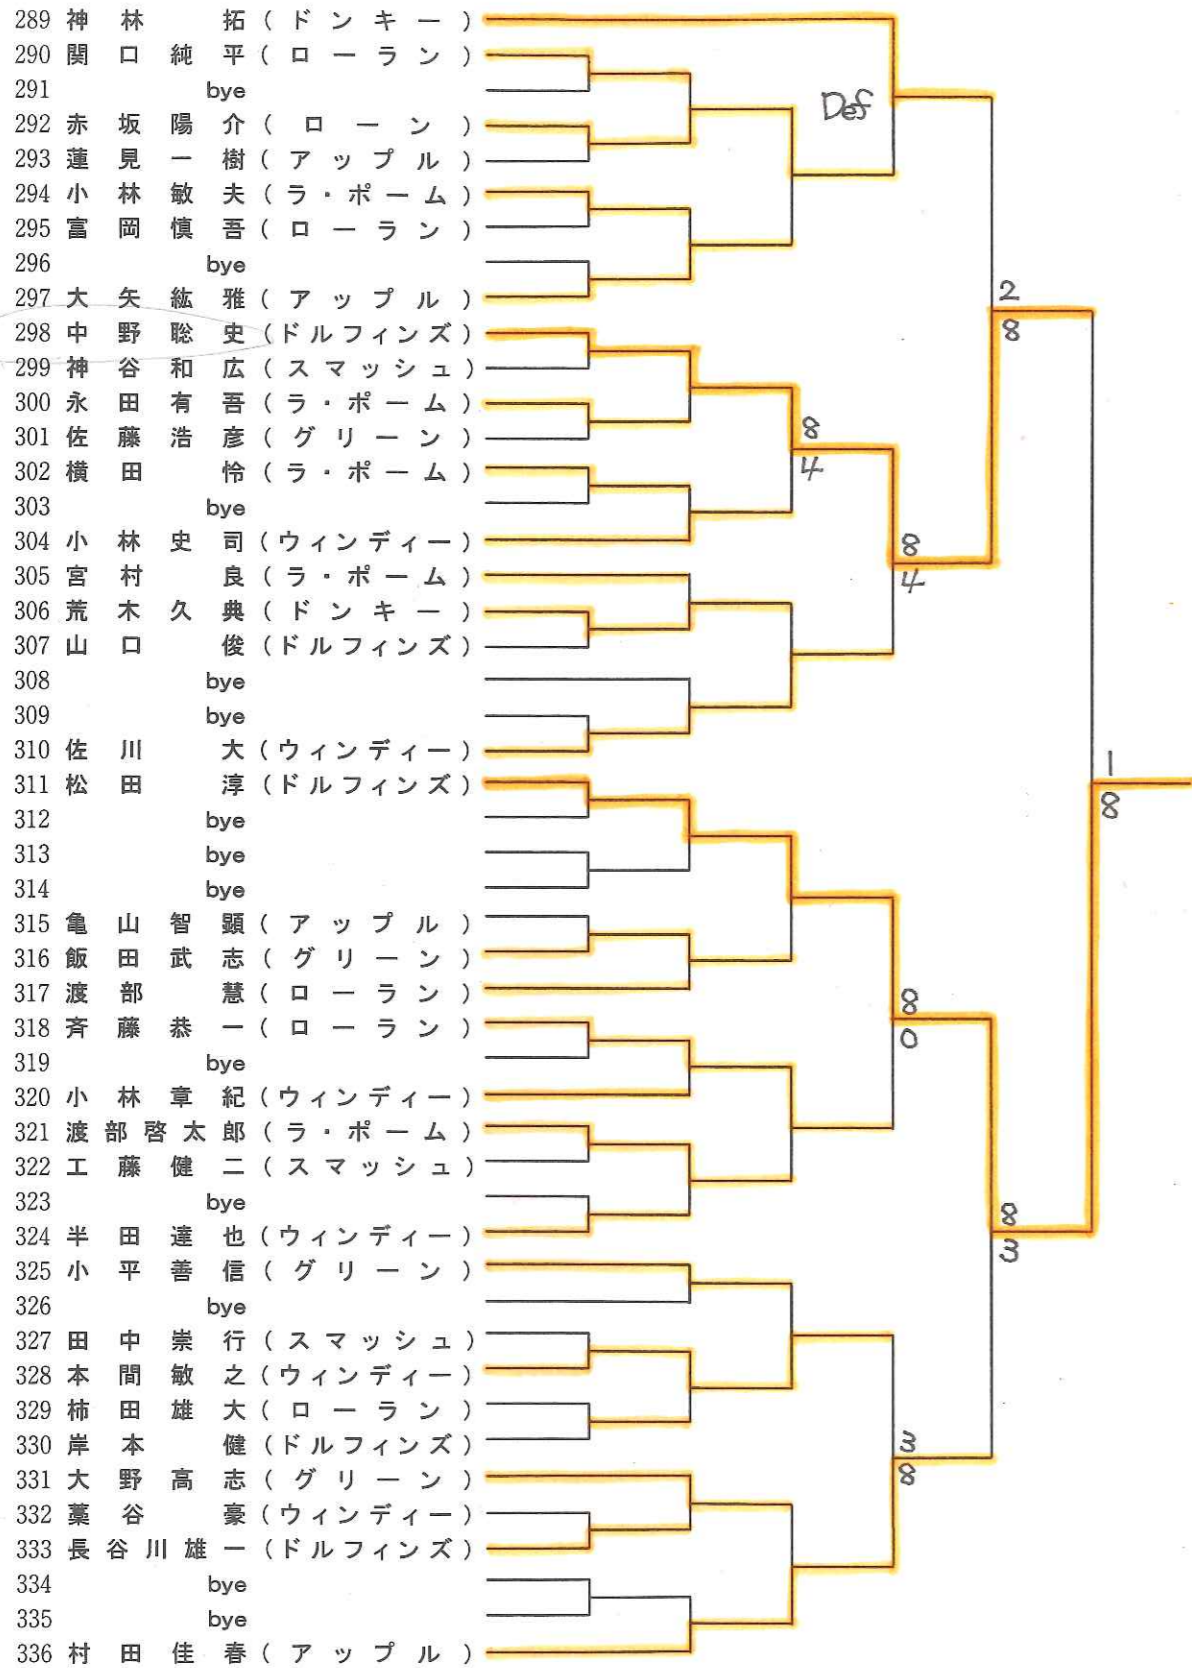 289 神林 拓 (ドンキー)
290 関口純平 (ローラン)
291 bye
Def
292 赤坂陽介 (ローン)
293 蓮見一樹 (アップル)
294 小林敏夫 (ラ・ポーム)
295 富岡慎吾 (ローラン)
296 bye
297 大矢紘雅 (アップル)
2
298 中野聡史 (ドルフィンズ)
8
299 神谷和広 (スマッシュ)
300 永田有吾 (ラ・ポーム)
8
301 佐藤浩彦 (グリーン)
302 横田 怜 (ラ・ポーム)
4
303 bye
304 小林史司 (ウィンディー)
8
305 宮村 良 (ラ・ポーム)
4
306 荒木久典 (ドンキー)
307 山口 俊 (ドルフィンズ)
308 bye
309 bye
310 佐川 大 (ウィンディー)
1
311 松田 淳 (ドルフィンズ)
8
312 bye
313 bye
314 bye
315 亀山智顕 (アップル)
316 飯田武志 (グリーン)
317 渡部 慧 (ローラン)
8
318 斉藤恭一 (ローラン)
0
319 bye
320 小林章紀 (ウィンディー)
321 渡部啓太郎 (ラ・ポーム)
322 工藤健二 (スマッシュ)
323 bye
8
324 半田達也 (ウィンディー)
3
325 小平善信 (グリーン)
326 bye
327 田中崇行 (スマッシュ)
328 本間敏之 (ウィンディー)
329 柿田雄大 (ローラン)
330 岸本 健 (ドルフィンズ)
3
331 大野高志 (グリーン)
8
332 藁谷 豪 (ウィンディー)
333 長谷川雄一 (ドルフィンズ)
334 bye
335 bye
336 村田佳春 (アップル)